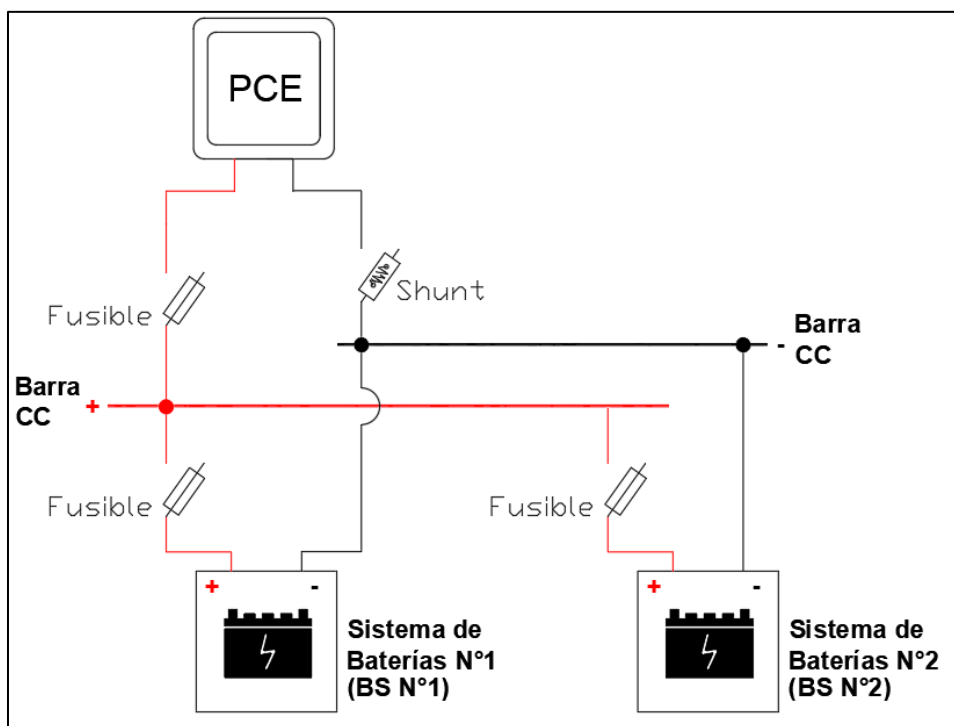 PCE
Shunt
Fusible
Barra
CC
-
Barra
CC +
Fusible
Fusible
+ -
Sistema de
Baterías N°1
(BS N°1)
+ -
Sistema de
Baterías N°2
(BS N°2)